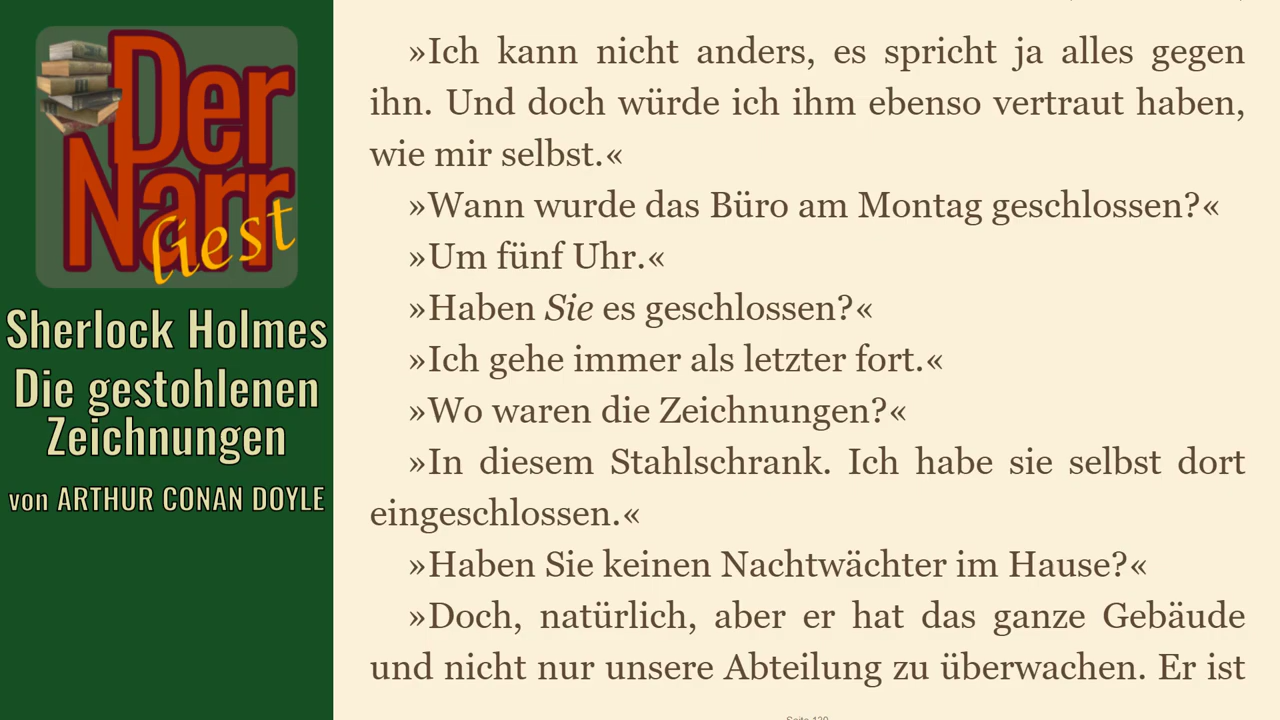 Der
Narr
liest
Sherlock Holmes
Die gestohlenen
Zeichnungen
von ARTHUR CONAN DOYLE
»Ich kann nicht anders, es spricht ja alles gegen
ihn. Und doch würde ich ihm ebenso vertraut haben,
wie mir selbst.«
»Wann wurde das Büro am Montag geschlossen?«
»Um fünf Uhr.«
»Haben Sie es geschlossen?«
»Ich gehe immer als letzter fort.«
»Wo waren die Zeichnungen?«
»In diesem Stahlschrank. Ich habe sie selbst dort
eingeschlossen.«
»Haben Sie keinen Nachtwächter im Hause?«
»Doch, natürlich, aber er hat das ganze Gebäude
und nicht nur unsere Abteilung zu überwachen. Er ist